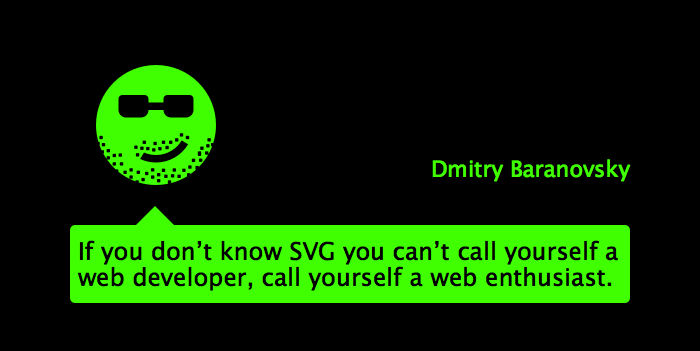 Dmitry Baranovsky
If you don’t know SVG you can’t call yourself a
web developer, call yourself a web enthusiast.